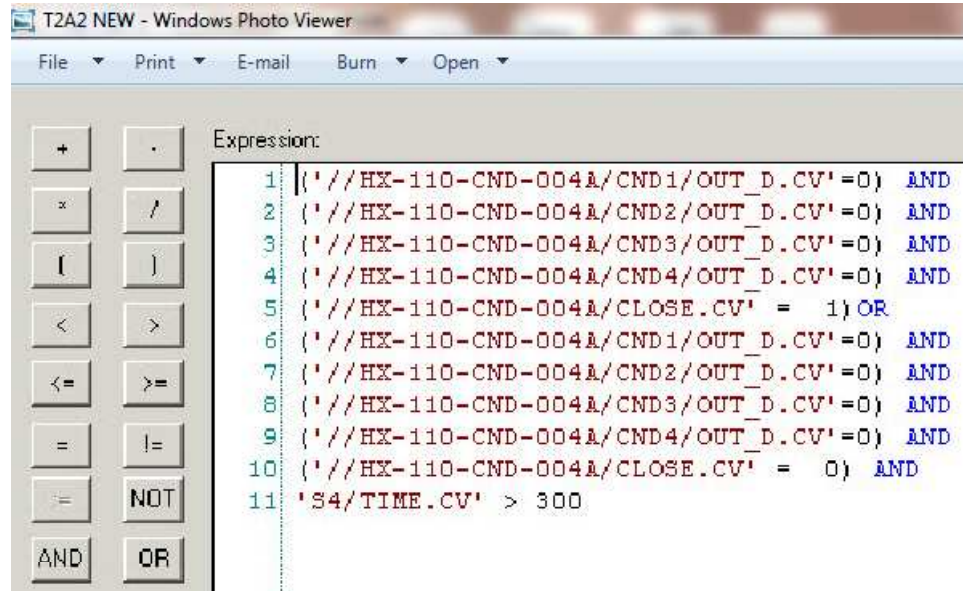 T2A2 NEW - Windows Photo Viewer
File Print E-mail Burn Open
Expression:
+ -
x /
( )
< >
<= >=
= !=
:= NOT
AND OR
1 ('//HX-110-CND-004A/CND1/OUT_D.CV'=0) AND
2 ('//HX-110-CND-004A/CND2/OUT_D.CV'=0) AND
3 ('//HX-110-CND-004A/CND3/OUT_D.CV'=0) AND
4 ('//HX-110-CND-004A/CND4/OUT_D.CV'=0) AND
5 ('//HX-110-CND-004A/CLOSE.CV' = 1)OR
6 ('//HX-110-CND-004A/CND1/OUT_D.CV'=0) AND
7 ('//HX-110-CND-004A/CND2/OUT_D.CV'=0) AND
8 ('//HX-110-CND-004A/CND3/OUT_D.CV'=0) AND
9 ('//HX-110-CND-004A/CND4/OUT_D.CV'=0) AND
10 ('//HX-110-CND-004A/CLOSE.CV' = 0) AND
11 'S4/TIME.CV' > 300